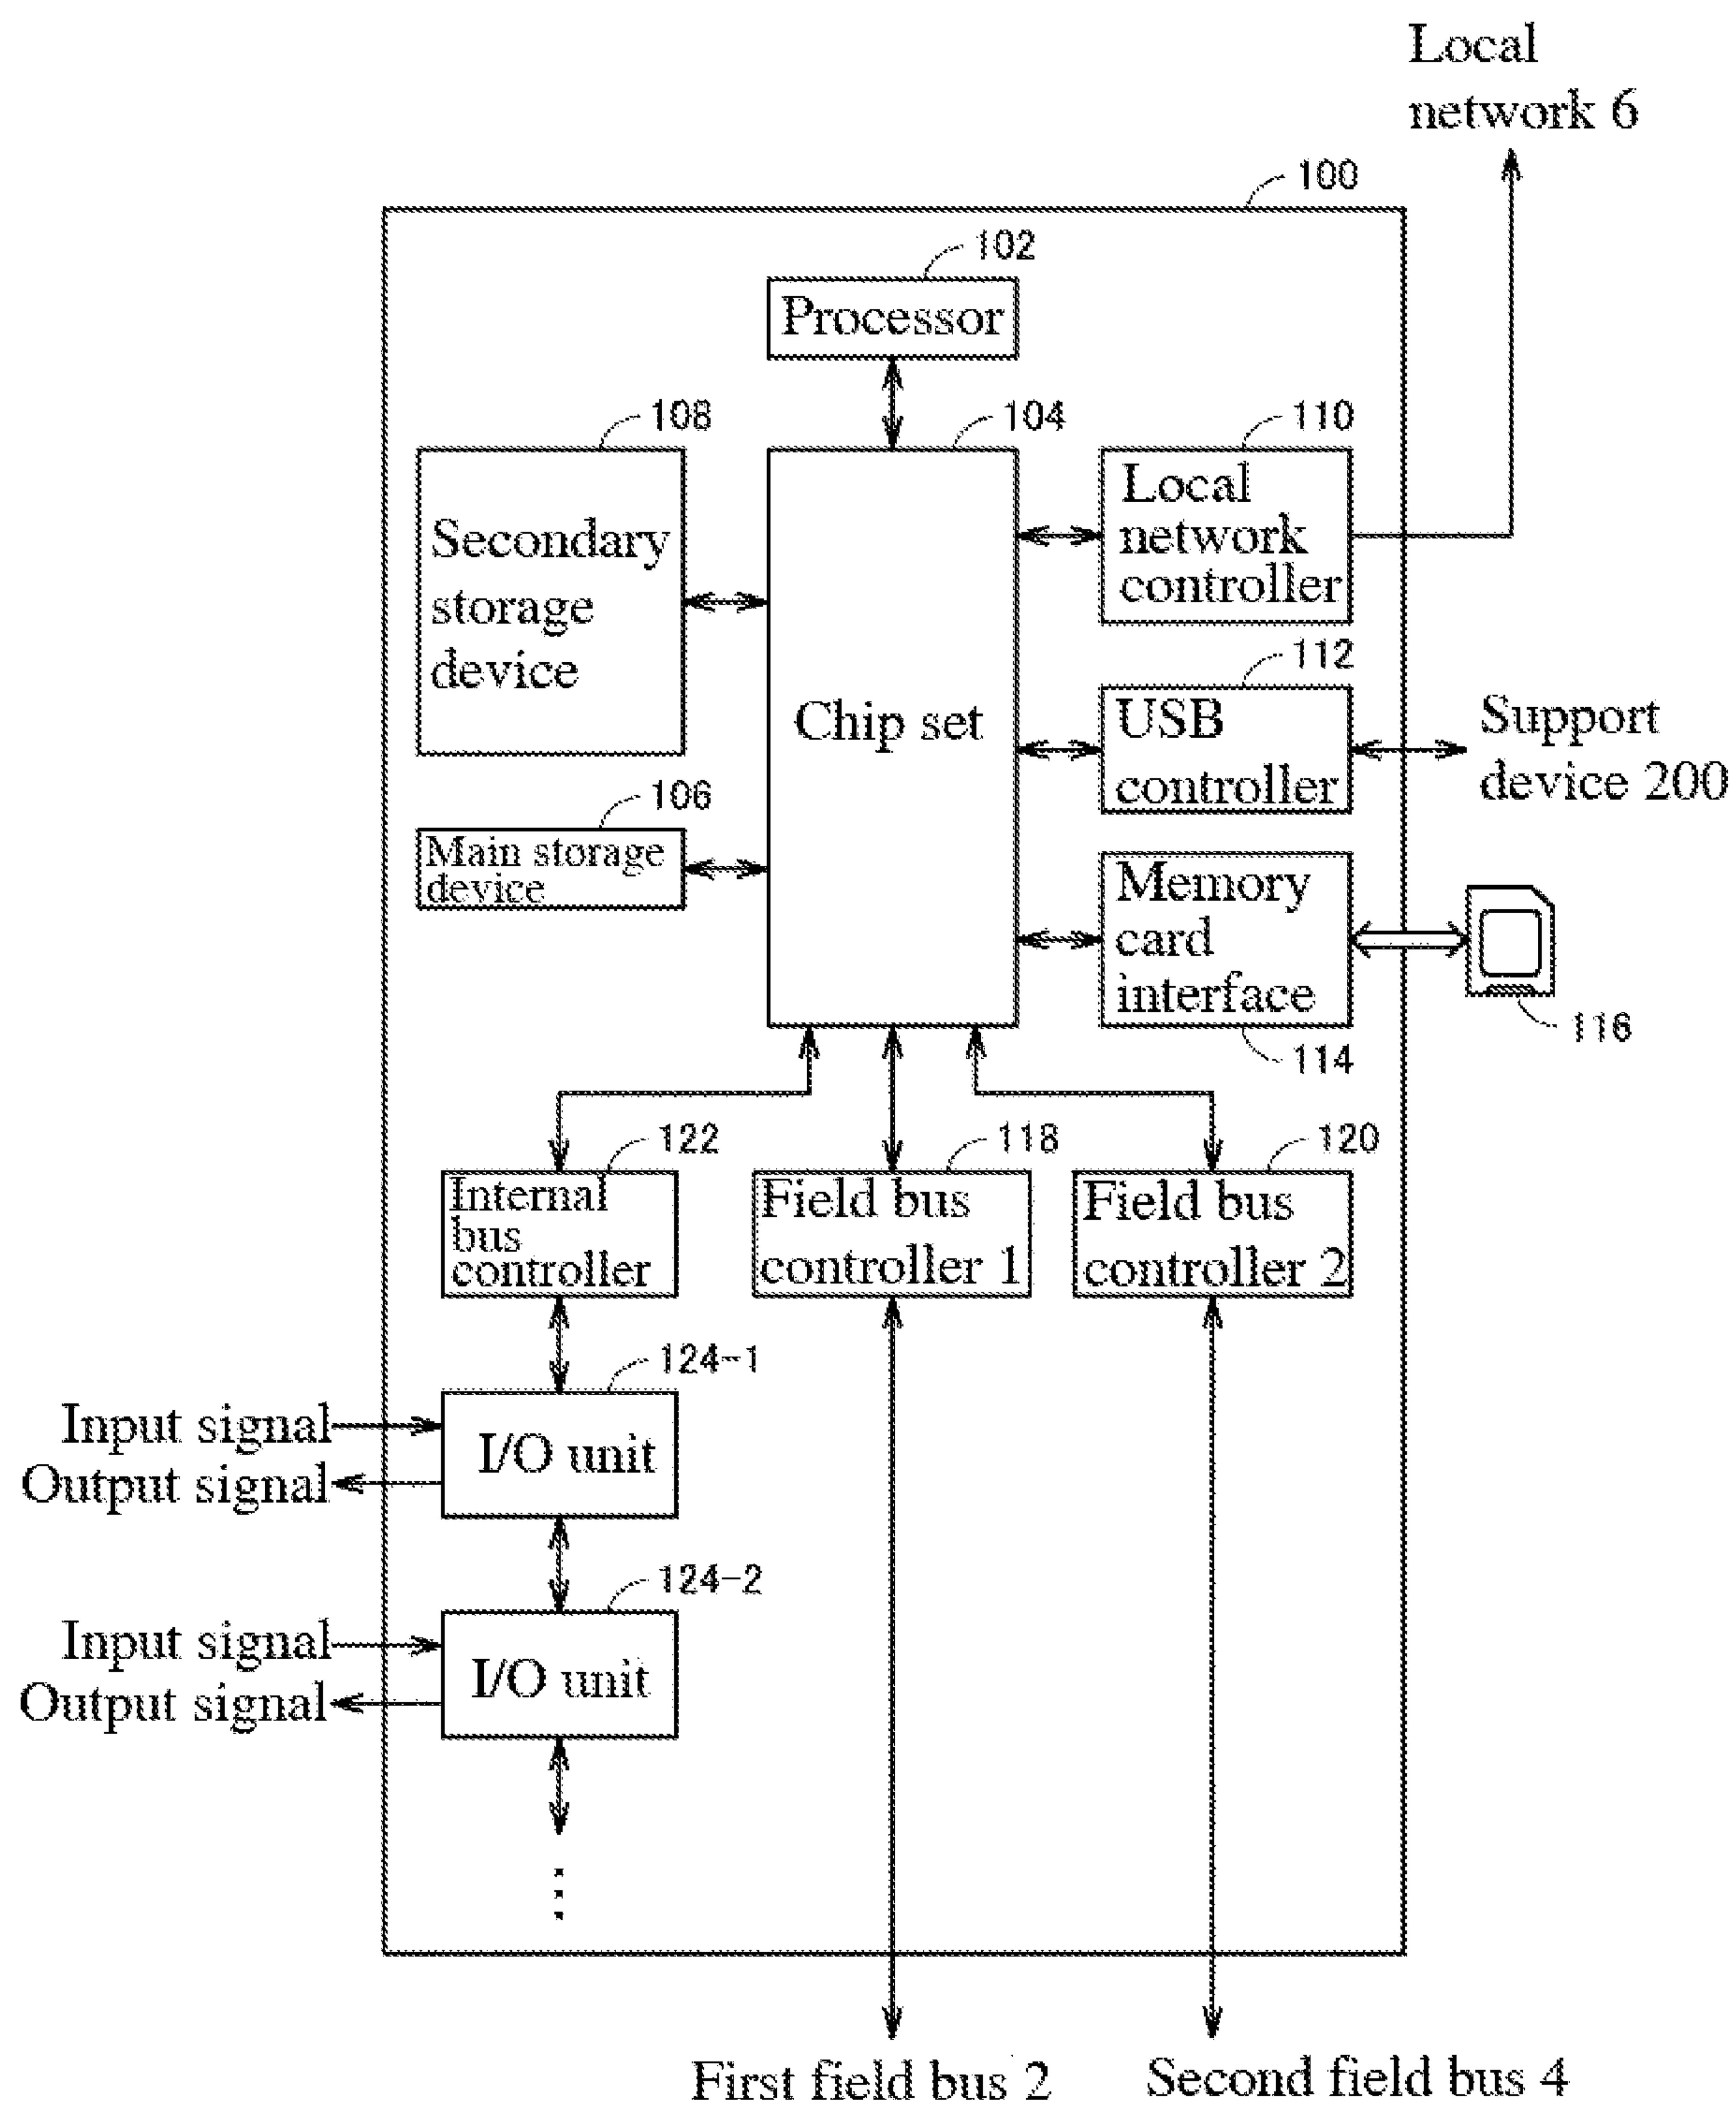 Local
network 6
100
102
Processor
108
104
110
Secondary
storage
device
Chip set
Local
network
controller
112
USB
controller
Support
device 200
106
Main storage
device
Memory
card
interface
114
116
122
118
120
Internal
bus
controller
Field bus
controller 1
Field bus
controller 2
124-1
Input signal
Output signal
I/O unit
124-2
Input signal
Output signal
I/O unit
First field bus 2
Second field bus 4